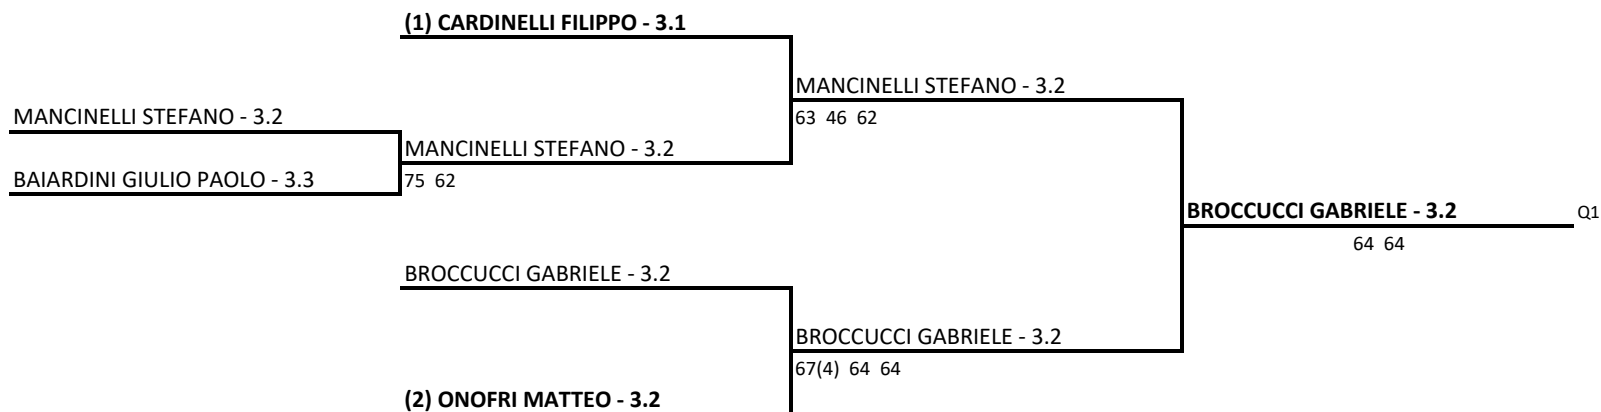 (1) CARDINELLI FILIPPO - 3.1
MANCINELLI STEFANO - 3.2
MANCINELLI STEFANO - 3.2
63 46 62
MANCINELLI STEFANO - 3.2
BAIARDINI GIULIO PAOLO - 3.3
75 62
BROCCUCCI GABRIELE - 3.2
Q1
64 64
BROCCUCCI GABRIELE - 3.2
BROCCUCCI GABRIELE - 3.2
67(4) 64 64
(2) ONOFRI MATTEO - 3.2